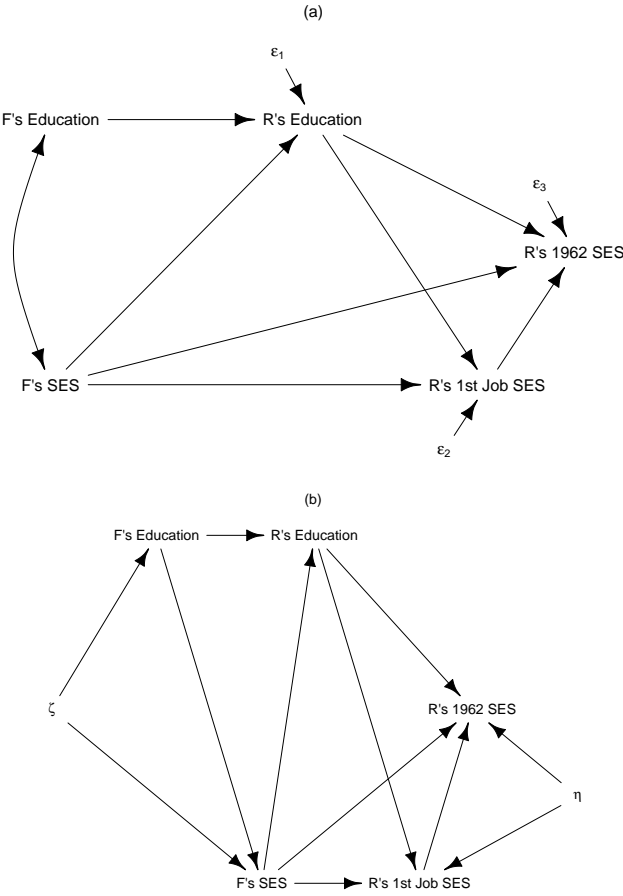 (a)
ε1
F's Education
R's Education
ε3
R's 1962 SES
F's SES
R's 1st Job SES
ε2
(b)
F's Education
R's Education
ζ
R's 1962 SES
η
F's SES
R's 1st Job SES